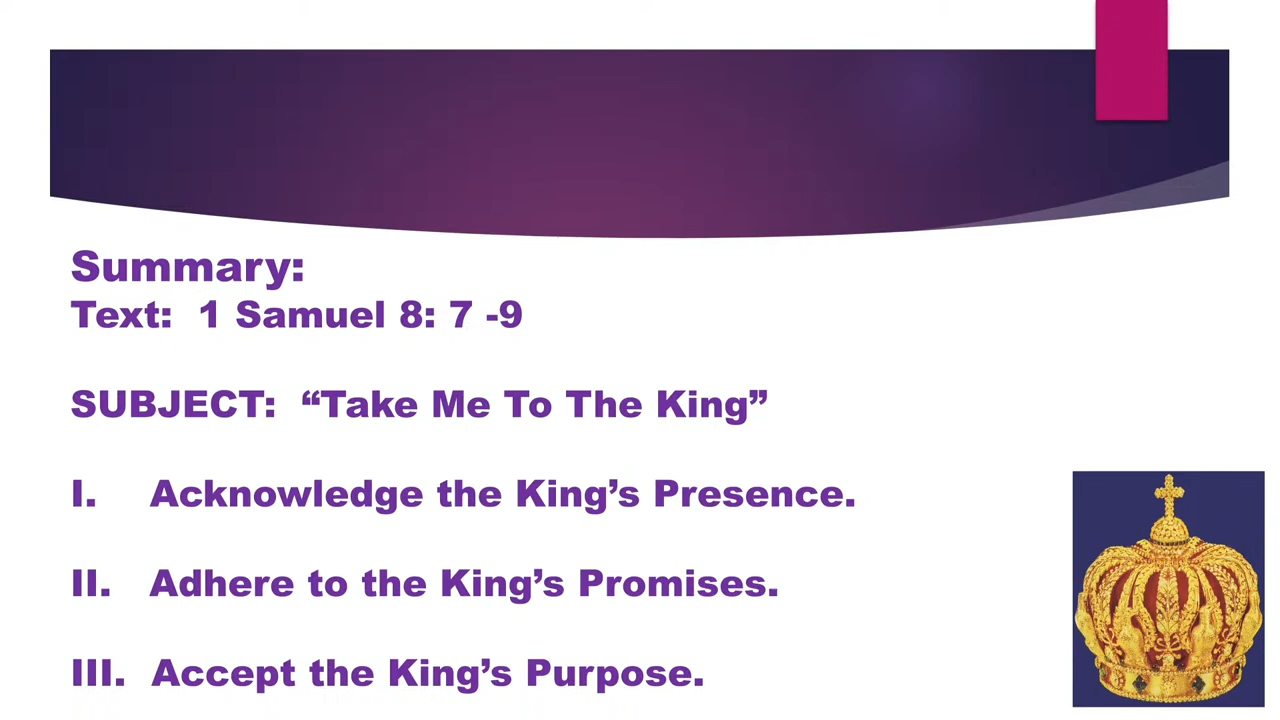 Summary:
Text:  1 Samuel 8: 7 -9
SUBJECT:  “Take Me To The King”
I.    Acknowledge the King’s Presence.
II.   Adhere to the King’s Promises.
III.  Accept the King’s Purpose.